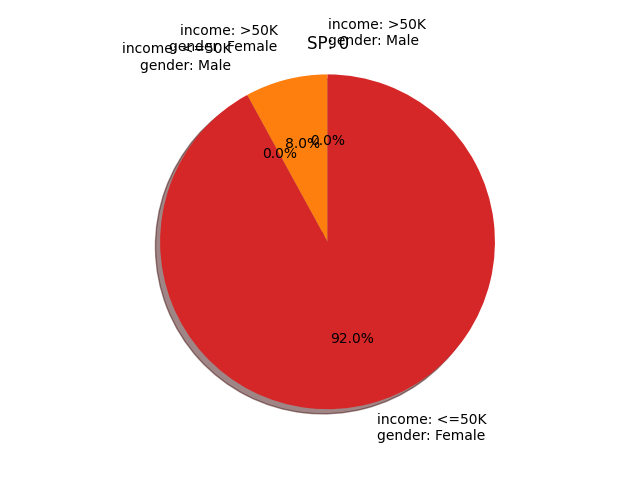 SP: 0
income: >50K
gender: Male
income: >50K
gender: Female
income: <=50K
gender: Male
0.0%
8.0%
0.0%
92.0%
income: <=50K
gender: Female